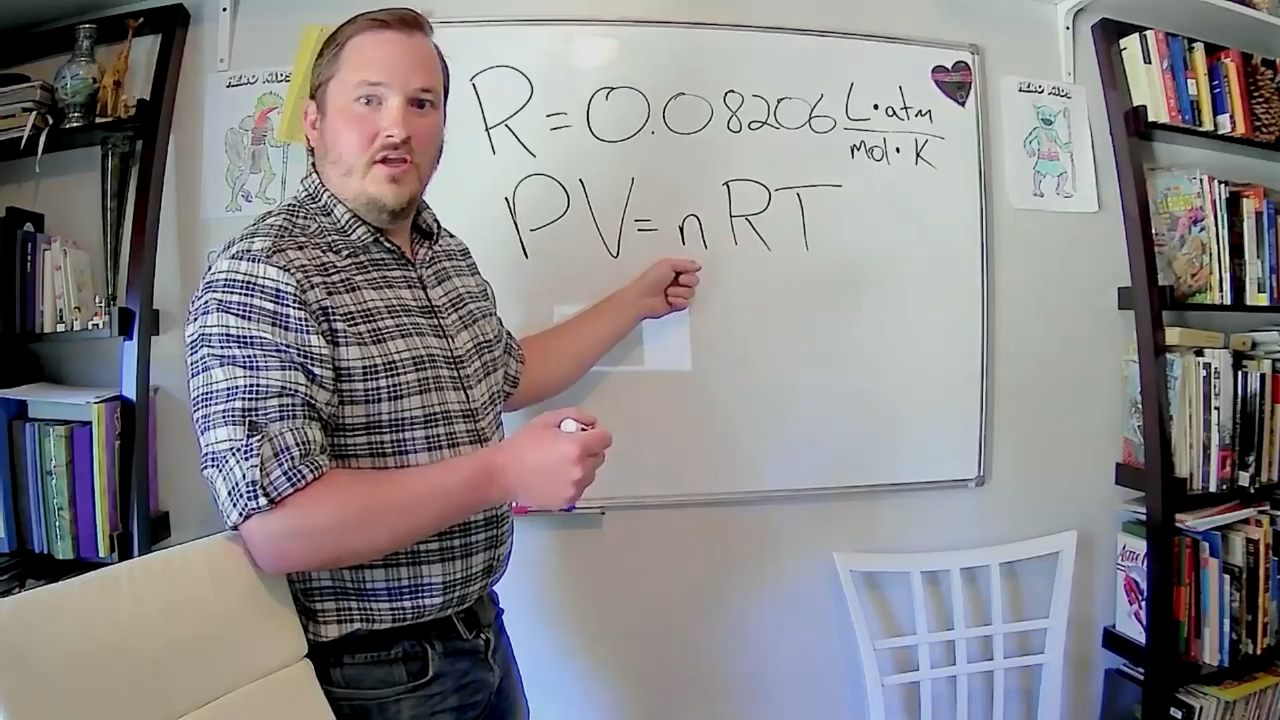 HERO KIDS
R = 0.08206 L·atm
mol·K
PV = nRT
HERO KIDS